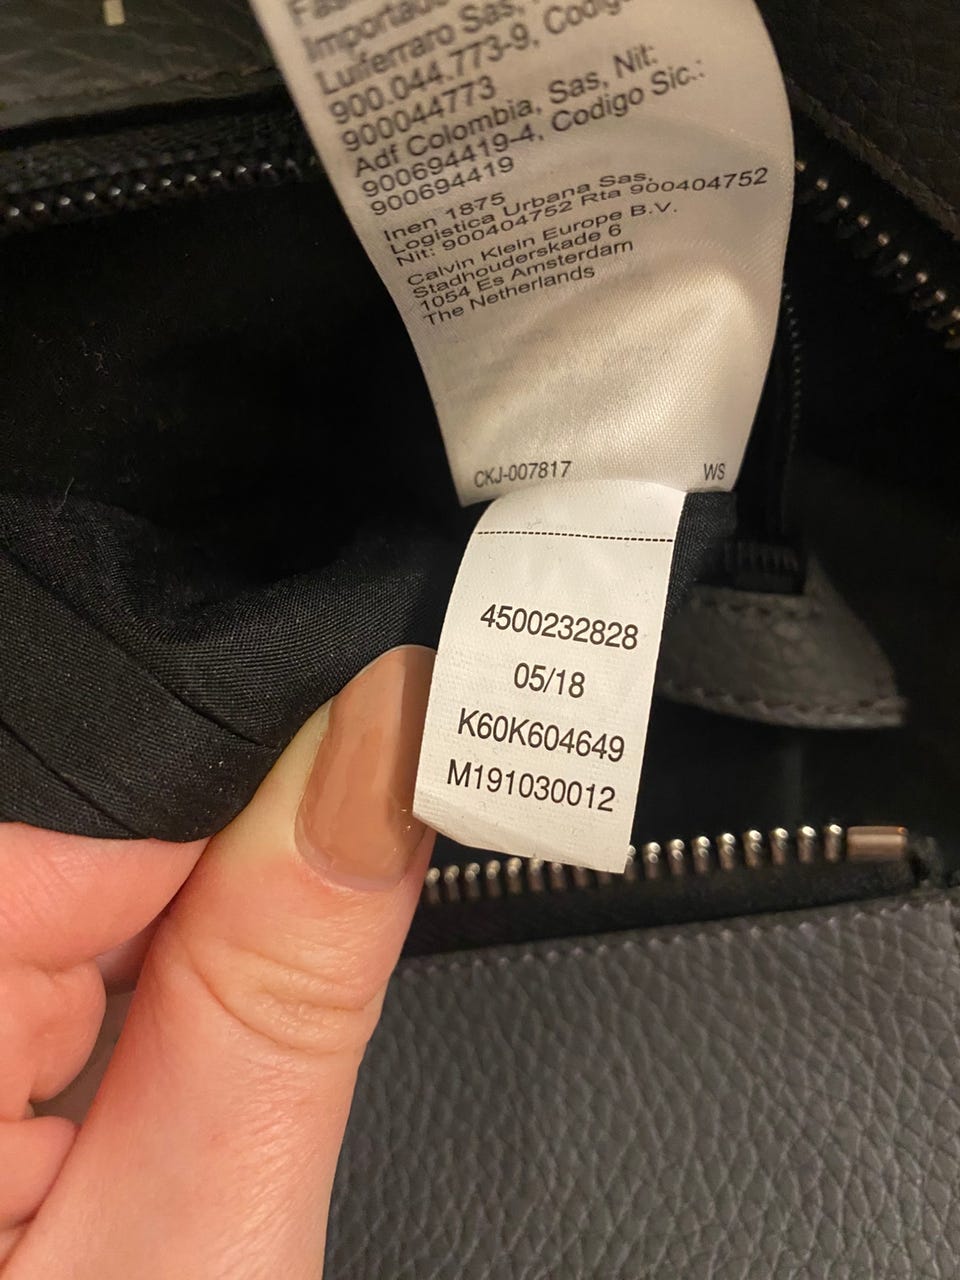 Importado
Luiferraro Sas,
900.044.773-9, Codigo
900044773
Adf Colombia, Sas, Nit:
900694419-4, Codigo Sic.:
900694419
Inen 1875
Logistica Urbana Sas.
Nit: 900404752 Rta 900404752
Calvin Klein Europe B.V.
Stadhouderskade 6
1054 Es Amsterdam
The Netherlands
CKJ-007817 WS
4500232828
05/18
K60K604649
M191030012